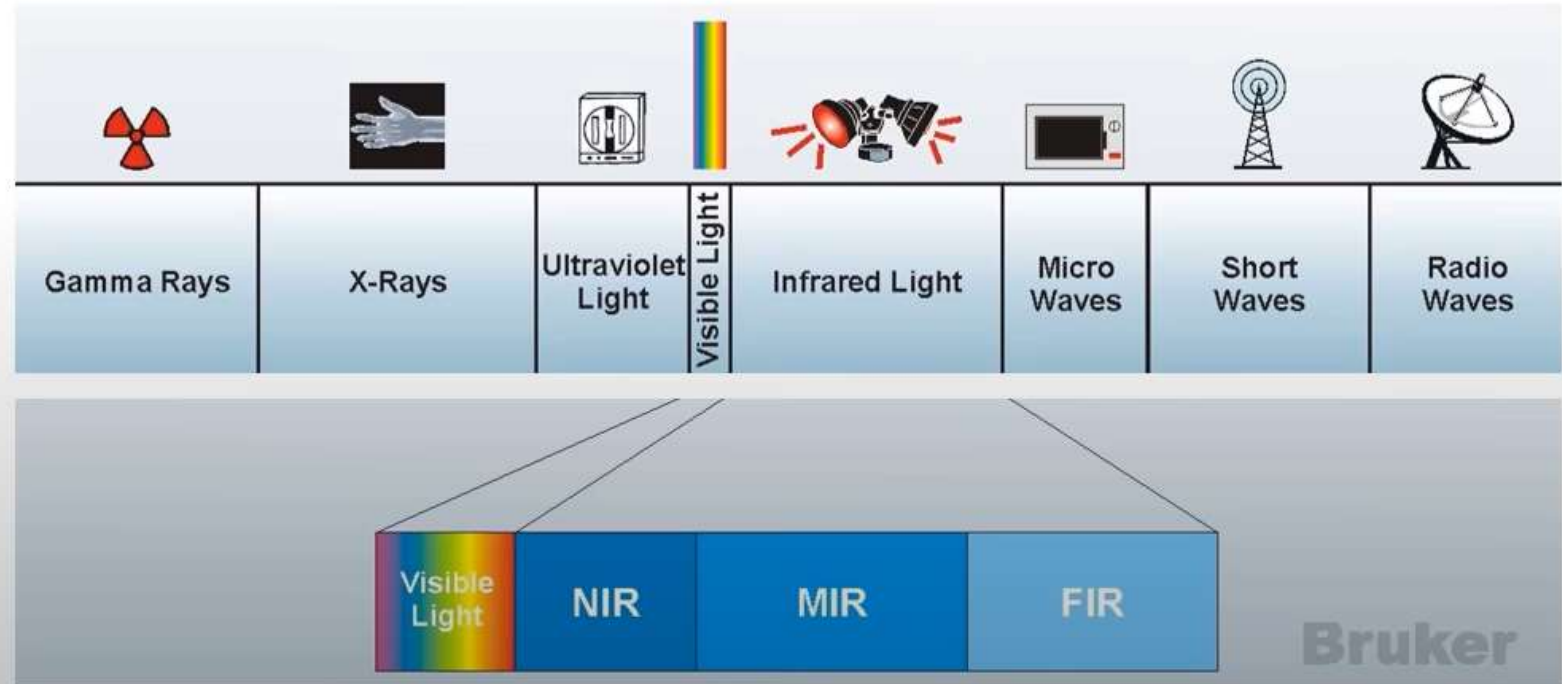 Gamma Rays
X-Rays
Ultraviolet
Light
Visible Light
Infrared Light
Micro
Waves
Short
Waves
Radio
Waves
Visible
Light
NIR
MIR
FIR
Bruker